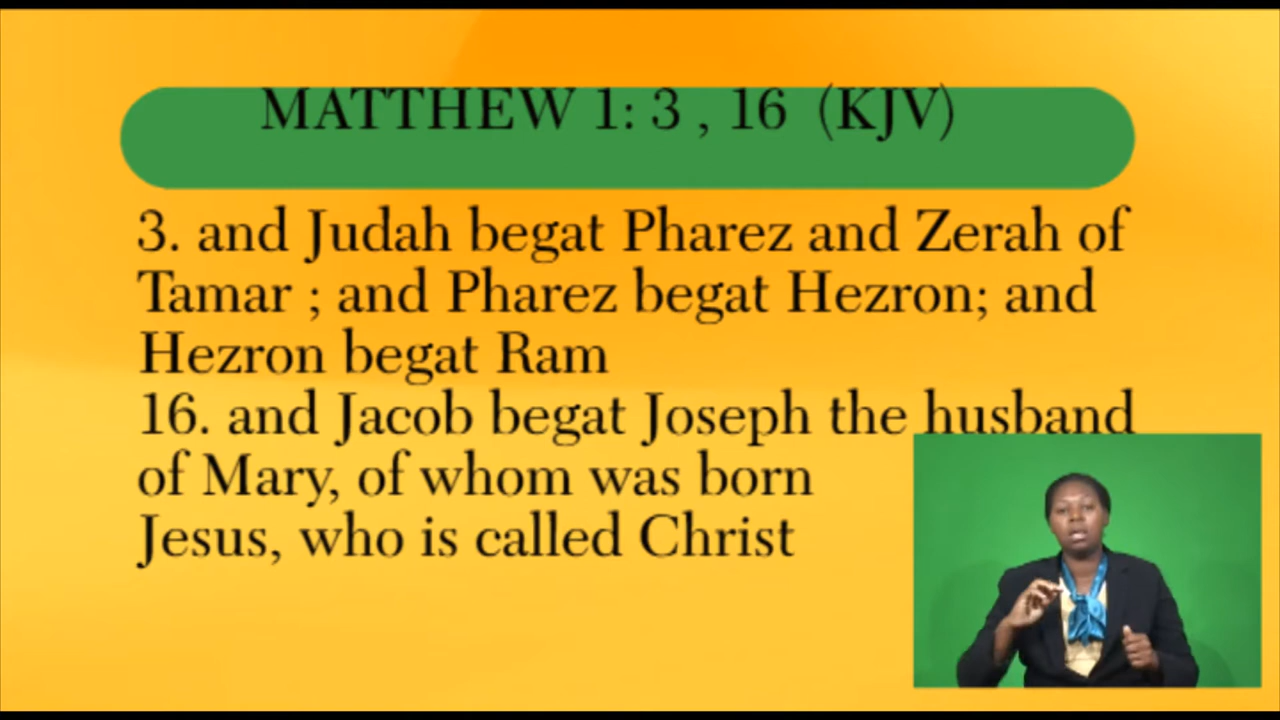 MATTHEW 1: 3 , 16 (KJV)
3. and Judah begat Pharez and Zerah of
Tamar ; and Pharez begat Hezron; and
Hezron begat Ram
16. and Jacob begat Joseph the husband
of Mary, of whom was born
Jesus, who is called Christ